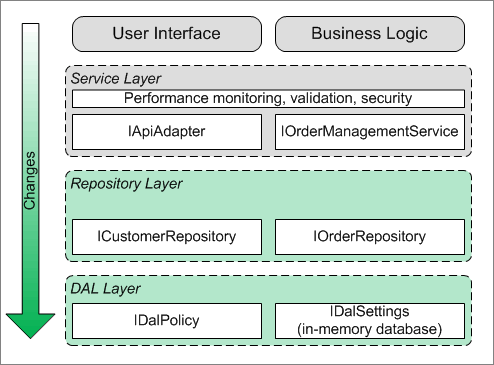 User Interface
Business Logic
Service Layer
Performance monitoring, validation, security
IApiAdapter
IOrderManagementService
Changes
Repository Layer
ICustomerRepository
IOrderRepository
DAL Layer
IDalPolicy
IDalSettings
(in-memory database)